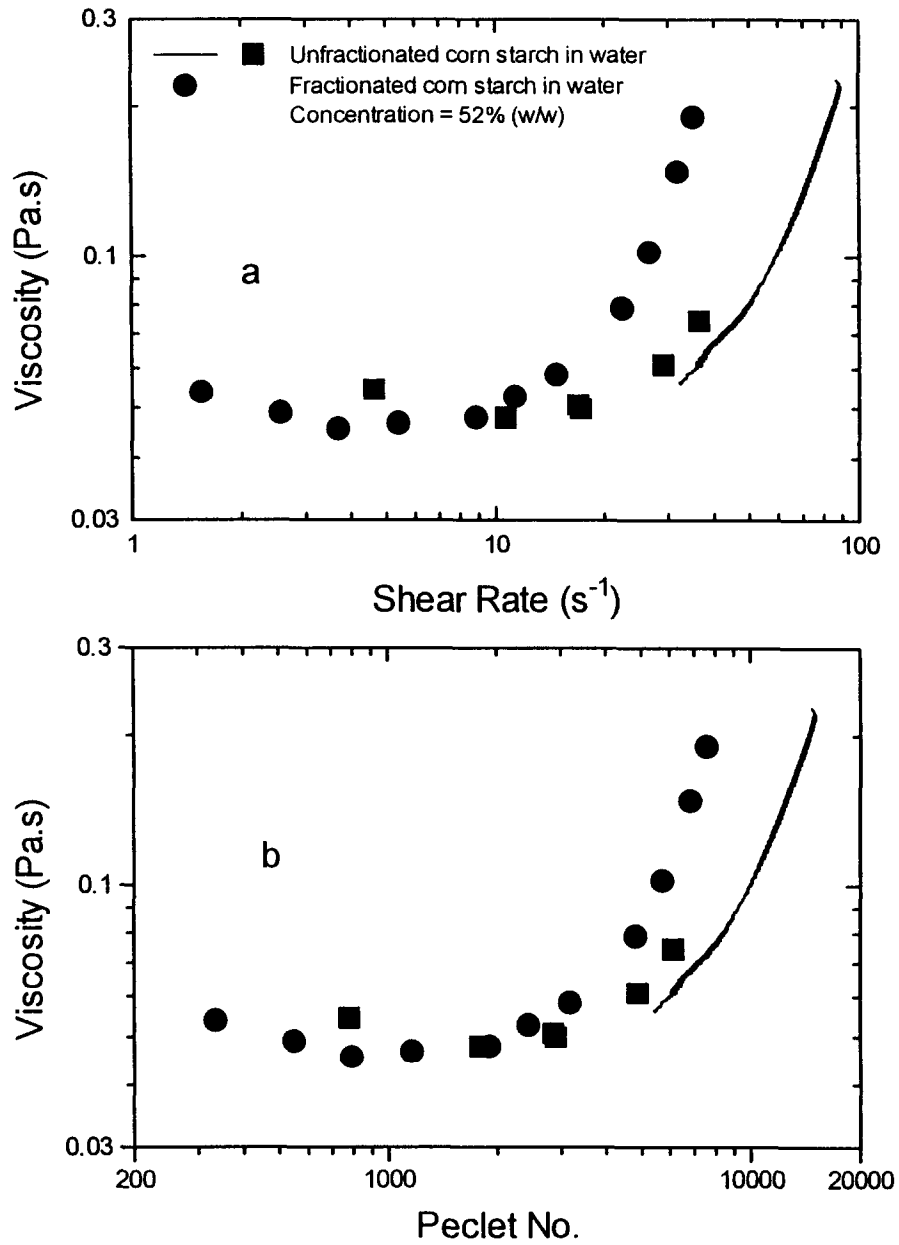 0.3
Unfractionated corn starch in water
Fractionated corn starch in water
Concentration = 52% (w/w)
Viscosity (Pa.s)
0.1
a
0.03
1
10
100
Shear Rate (s⁻¹)
0.3
Viscosity (Pa.s)
0.1
b
0.03
200
1000
10000
20000
Peclet No.